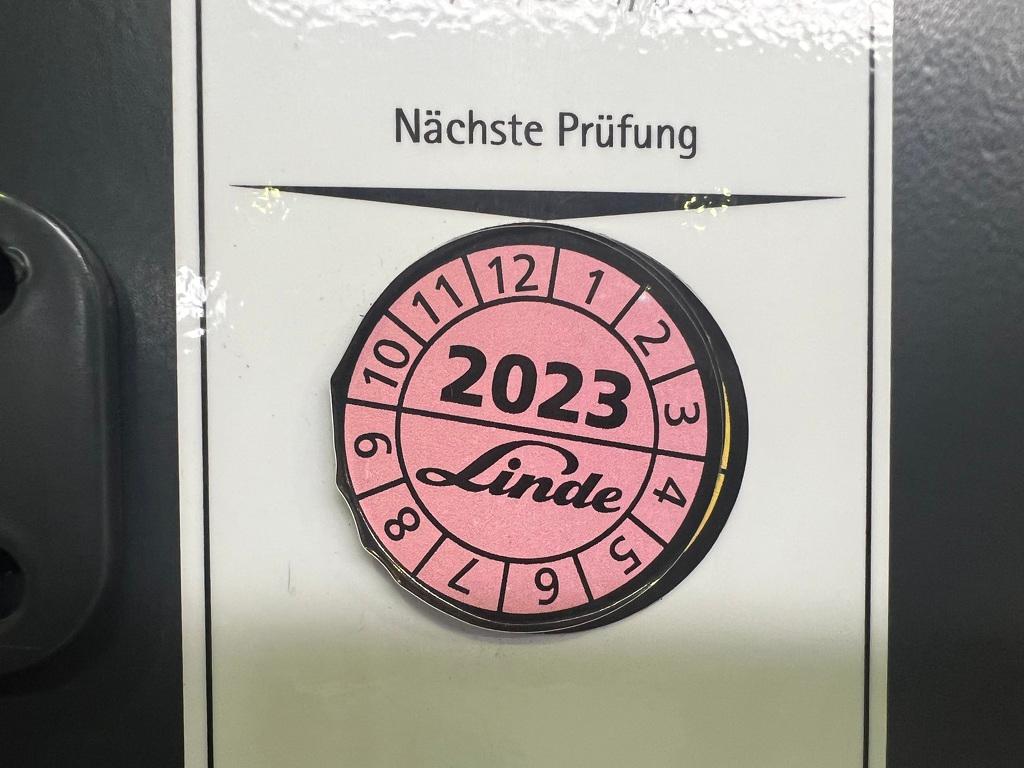 Nächste Prüfung
12 1 2 3 4 5 6 7 8 9 10 11
2023
Linde